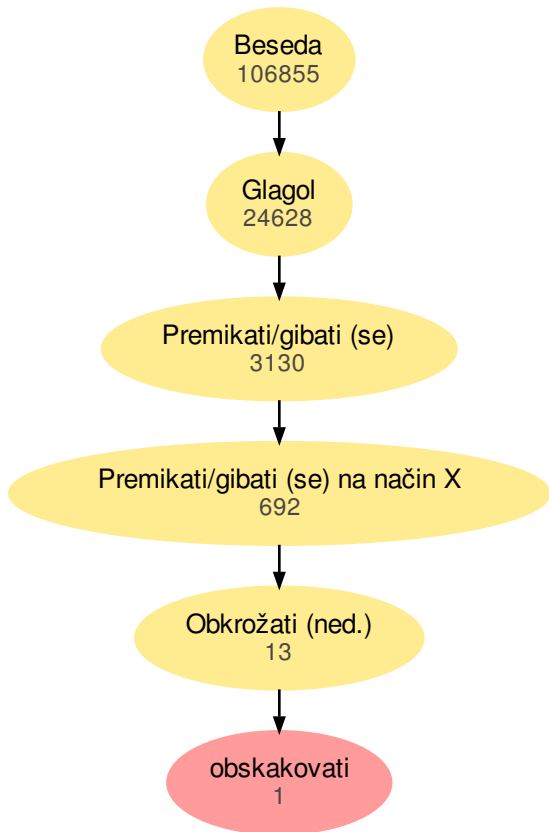 Beseda
106855
Glagol
24628
Premikati/gibati (se)
3130
Premikati/gibati (se) na način X
692
Obkrožati (ned.)
13
obskakovati
1